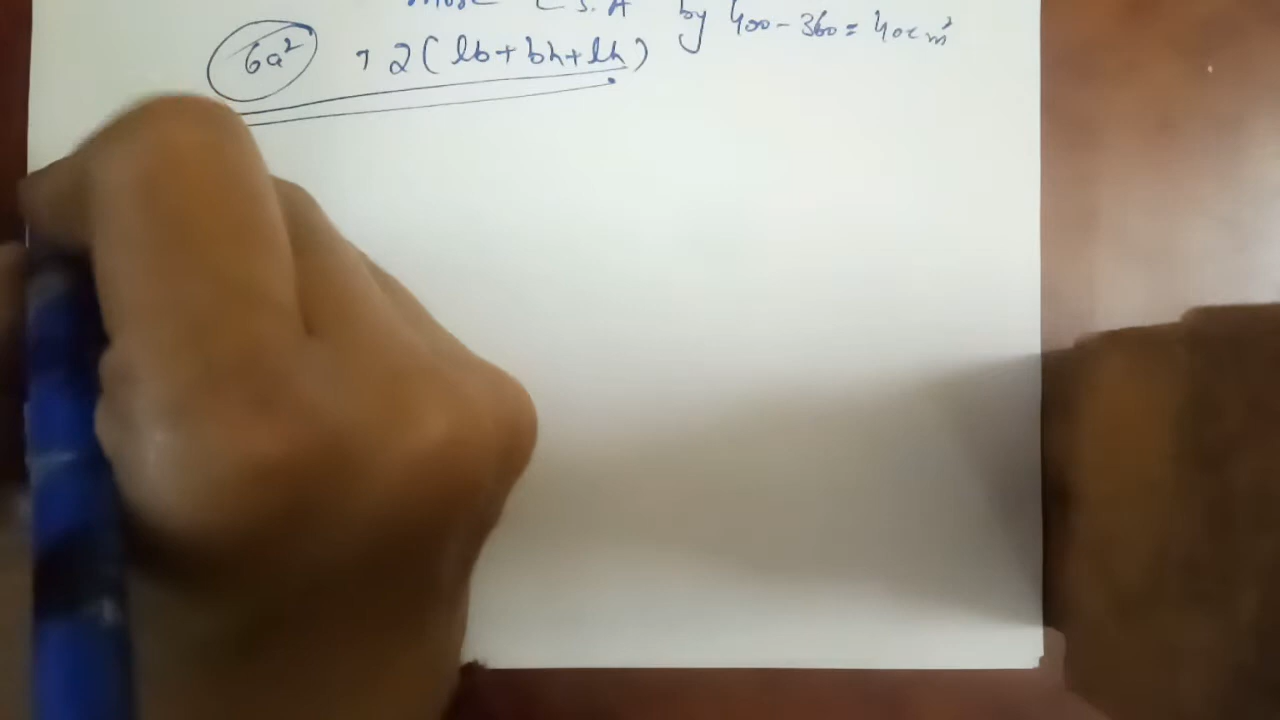 L.S.A by 400 - 360 = 40cm²
6a² , 2(lb+bh+lh)